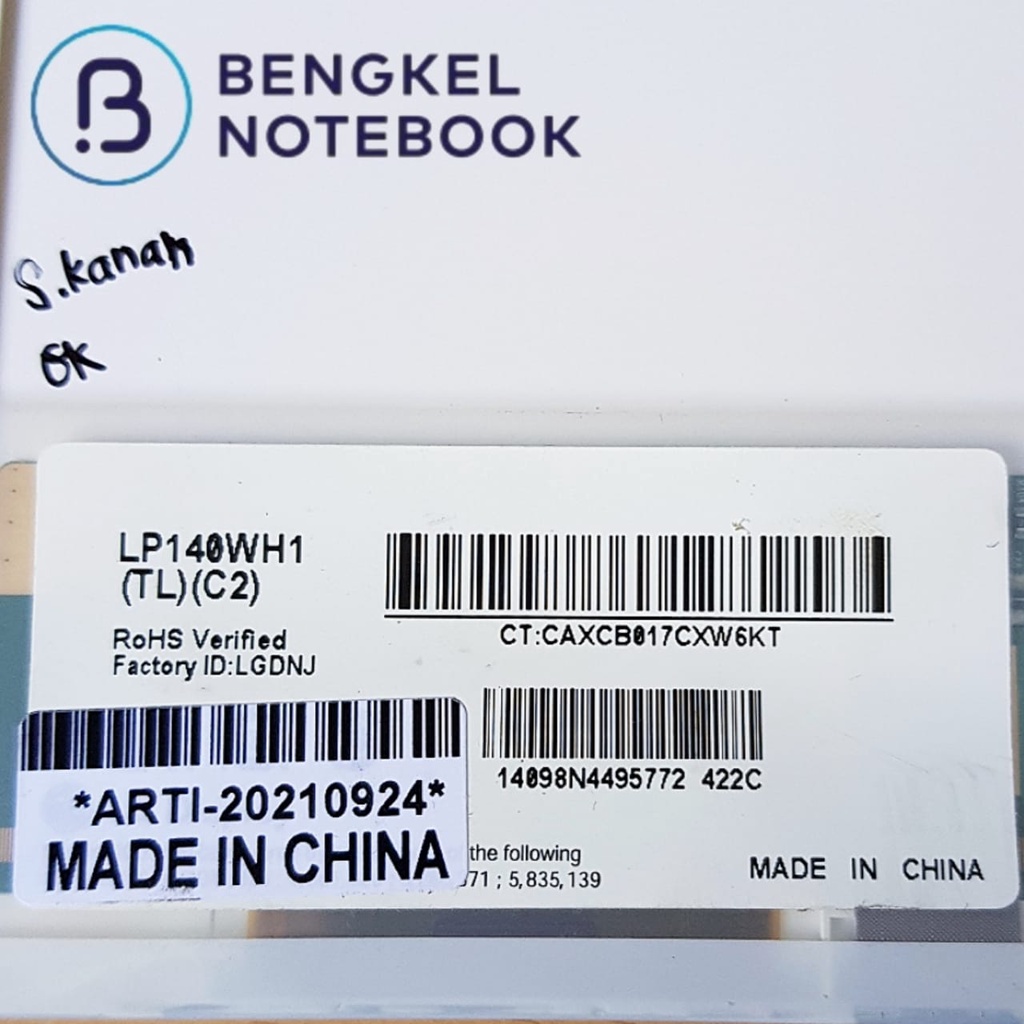 BENGKEL
NOTEBOOK
S.kanan
OK
LP140WH1
(TL)(C2)
RoHS Verified
Factory ID:LGDNJ
CT:CAXCB017CXW6KT
14098N4495772 422C
*ARTI-20210924*
MADE IN CHINA
the following
71 ; 5,835,139
MADE IN CHINA